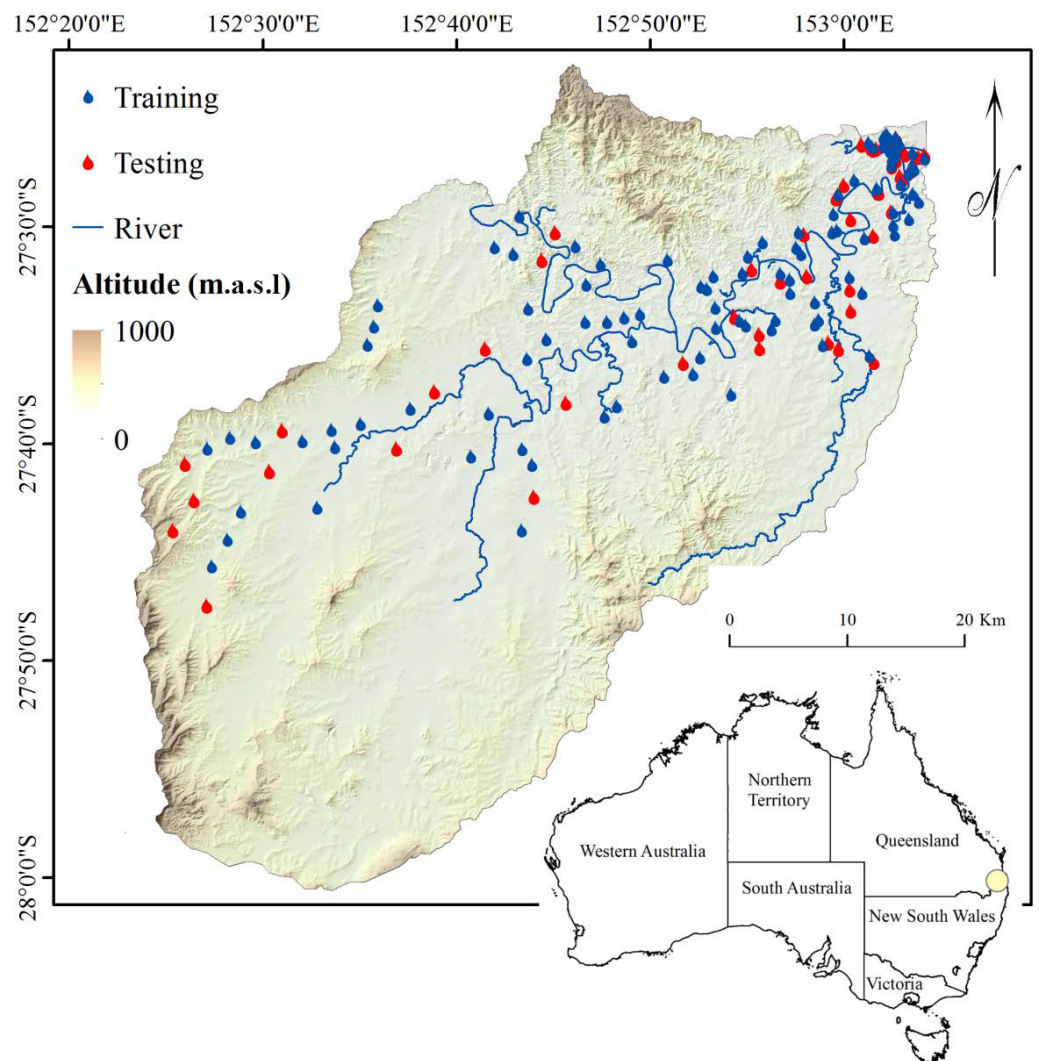 152°20'0"E 152°30'0"E 152°40'0"E 152°50'0"E 153°0'0"E
Training
Testing
River
Altitude (m.a.s.l)
1000
0
N
27°30'0"S
27°40'0"S
27°50'0"S
28°0'0"S
0 10 20 Km
Northern
Territory
Western Australia
Queensland
South Australia
New South Wales
Victoria